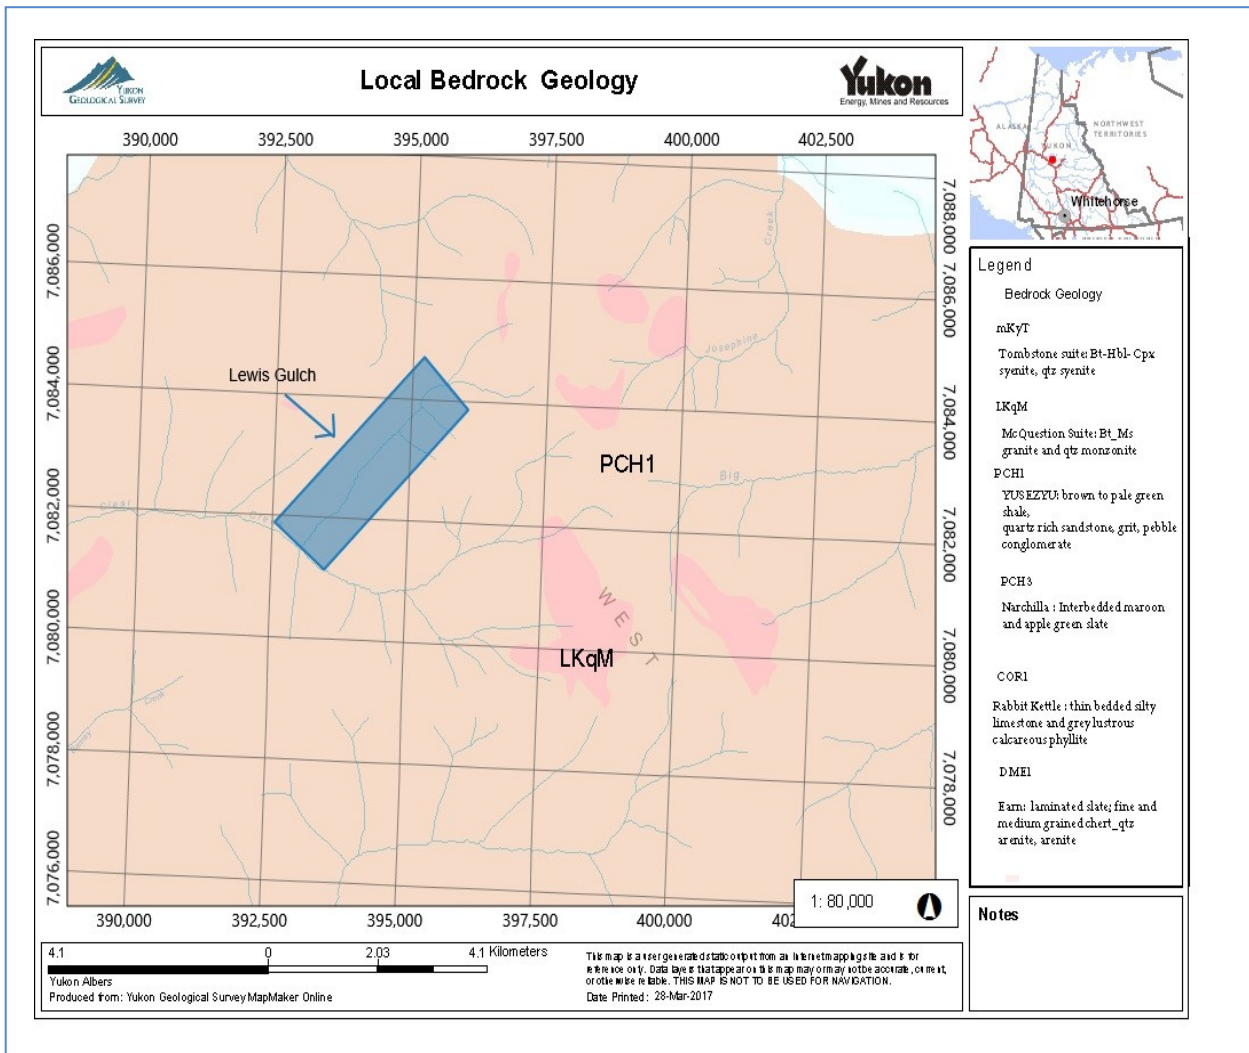 YUKON
GEOLOGICAL SURVEY
Local Bedrock Geology
Yukon
Energy, Mines and Resources
390,000 392,500 395,000 397,500 400,000 402,500
7,086,000
7,084,000
7,082,000
7,080,000
7,078,000
7,076,000
Lewis Gulch
Creek
Josephine
PCH1
Big
Clear
WEST
LKqM
Creek
7,088,000
7,086,000
7,084,000
7,082,000
7,080,000
7,078,000
390,000 392,500 395,000 397,500 400,000
1: 80,000
4.1 0 2.03 4.1 Kilometers
Yukon Albers
Produced from: Yukon Geological Survey MapMaker Online
This map is a user generated static output from an Internet mapping site and is for
reference only. Data layers that appear on this map may or may not be accurate, current,
or otherwise reliable. THIS MAP IS NOT TO BE USED FOR NAVIGATION.
Date Printed: 28-Mar-2017
ALASKA
YUKON
NORTHWEST
TERRITORIES
Whitehorse
Legend
Bedrock Geology
mKyT
Tombstone suite: Bt-Hbl- Cpx
syenite, qtz syenite
LKqM
McQuestion Suite: Bt_Ms
granite and qtz monzonite
PCH1
YUSEZYU: brown to pale green
shale,
quartz rich sandstone, grit, pebble
conglomerate
PCH3
Narchilla : Interbedded maroon
and apple green slate
COR1
Rabbit Kettle : thin bedded silty
limestone and grey lustrous
calcareous phyllite
DME1
Earn: laminated slate; fine and
medium grained chert_qtz
arenite, arenite
Notes